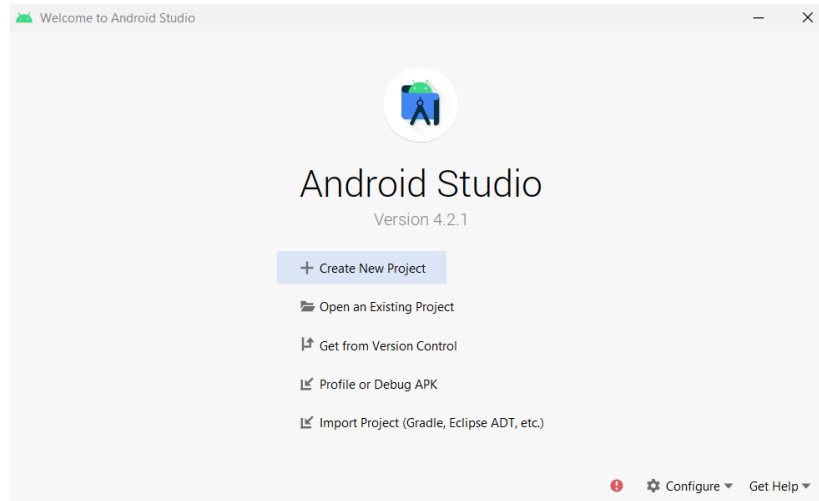 Welcome to Android Studio
Android Studio
Version 4.2.1
Create New Project
Open an Existing Project
Get from Version Control
Profile or Debug APK
Import Project (Gradle, Eclipse ADT, etc.)
Configure Get Help